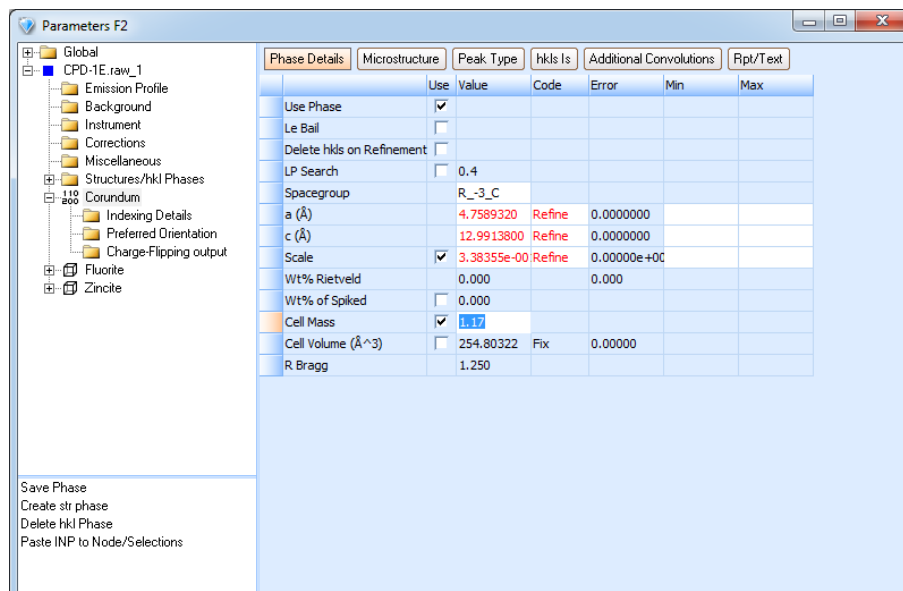 Parameters F2
Global
CPD-1E.raw_1
Emission Profile
Background
Instrument
Corrections
Miscellaneous
Structures/hkl Phases
110 200 Corundum
Indexing Details
Preferred Orientation
Charge-Flipping output
Fluorite
Zincite
Save Phase
Create str phase
Delete hkl Phase
Paste INP to Node/Selections
Phase Details Microstructure Peak Type hkls Is Additional Convolutions Rpt/Text
Use Value Code Error Min Max
Use Phase
Le Bail
Delete hkls on Refinement
LP Search 0.4
Spacegroup R_-3_C
a (Å) 4.7589320 Refine 0.0000000
c (Å) 12.9913800 Refine 0.0000000
Scale 3.38355e-00 Refine 0.00000e+00
Wt% Rietveld 0.000 0.000
Wt% of Spiked 0.000
Cell Mass 1.17
Cell Volume (Å^3) 254.80322 Fix 0.00000
R Bragg 1.250